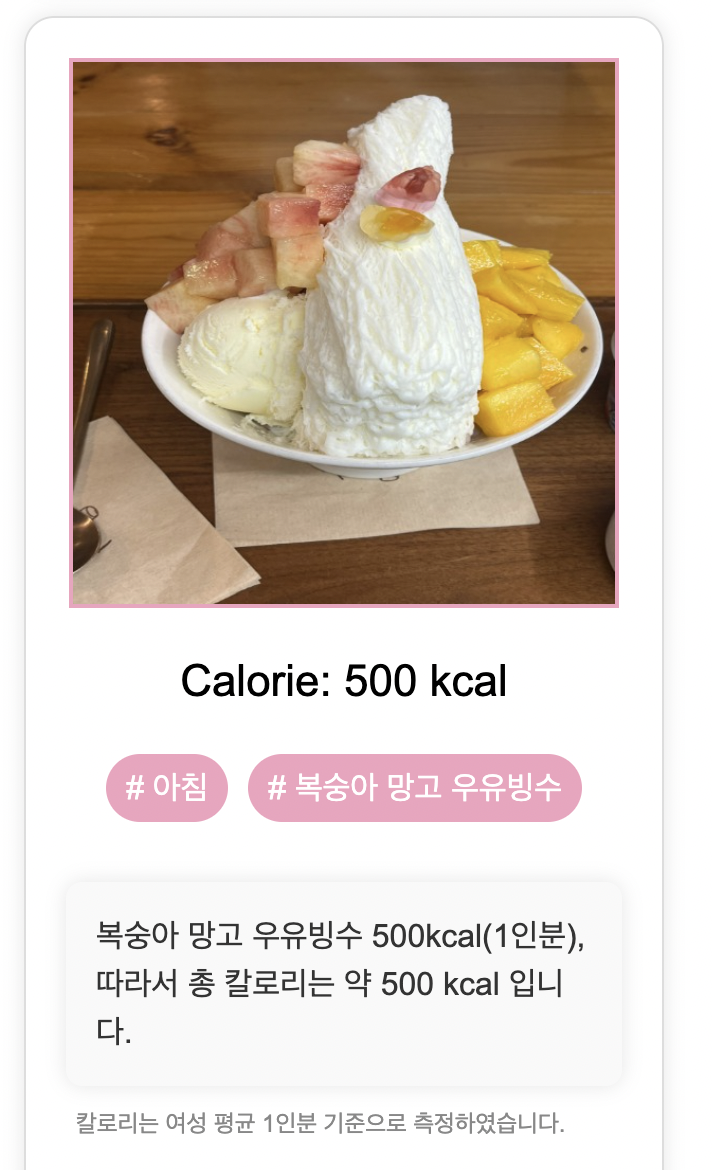 Calorie: 500 kcal
# 아침 # 복숭아 망고 우유빙수
복숭아 망고 우유빙수 500kcal(1인분),
따라서 총 칼로리는 약 500 kcal 입니
다.
칼로리는 여성 평균 1인분 기준으로 측정하였습니다.